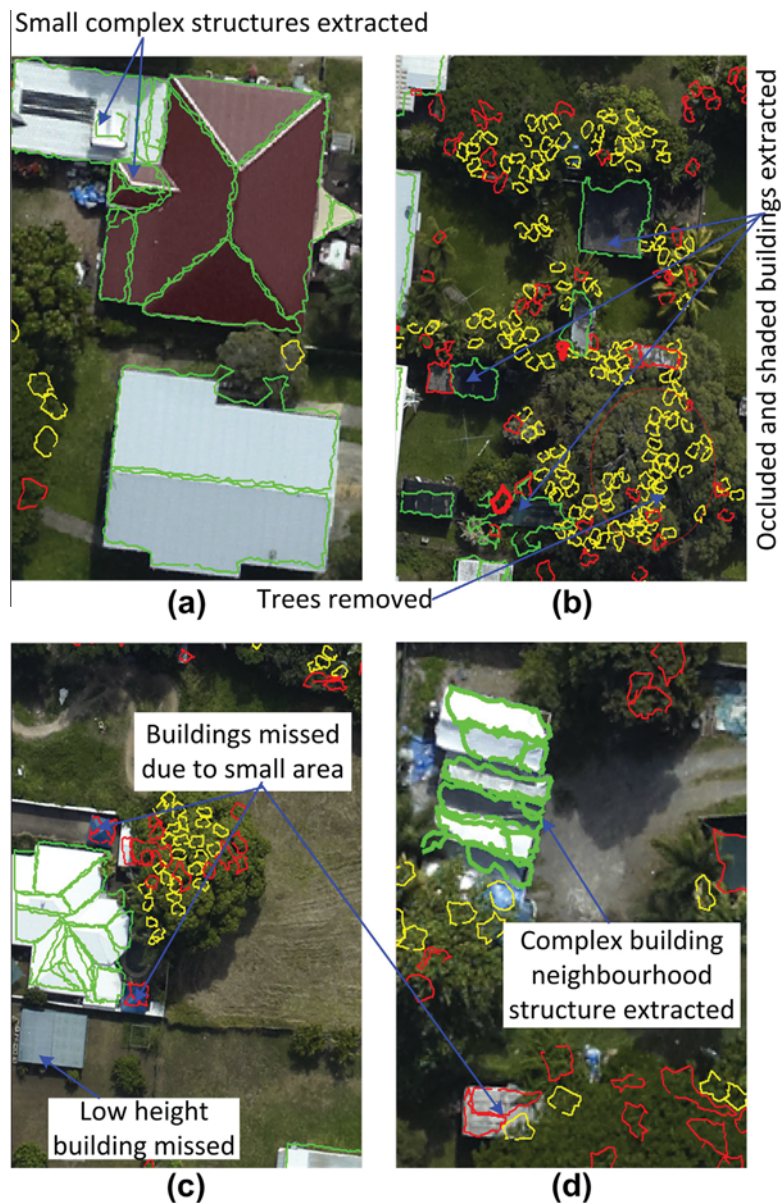 Small complex structures extracted
Occluded and shaded buildings extracted
(a)
(b)
Trees removed
Buildings missed
due to small area
Complex building
neighbourhood
structure extracted
Low height
building missed
(c)
(d)